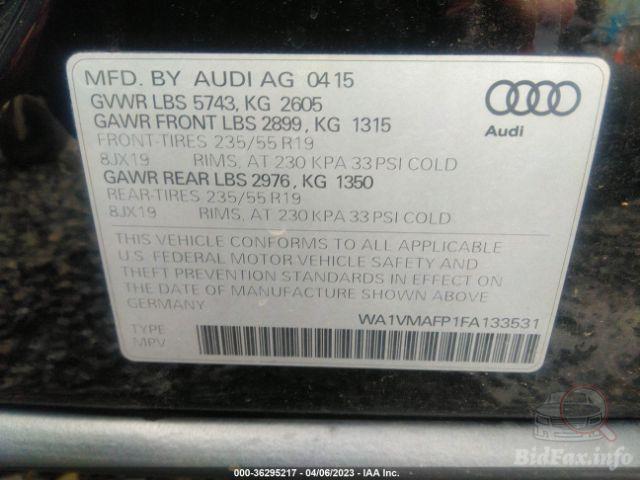 MFD. BY AUDI AG 04 15
GVWR LBS 5743, KG 2605
GAWR FRONT LBS 2899, KG 1315
FRONT-TIRES 235/55 R19
8JX19 RIMS, AT 230 KPA 33 PSI COLD
GAWR REAR LBS 2976, KG 1350
REAR-TIRES 235/55 R19
8JX19 RIMS, AT 230 KPA 33 PSI COLD
THIS VEHICLE CONFORMS TO ALL APPLICABLE
U.S. FEDERAL MOTOR VEHICLE SAFETY AND
THEFT PREVENTION STANDARDS IN EFFECT ON
THE DATE OF MANUFACTURE SHOWN ABOVE
GERMANY
Audi
WA1VMAFP1FA133531
TYPE
MPV
BidFax.info
000-36295217 - 04/06/2023 - IAA Inc.